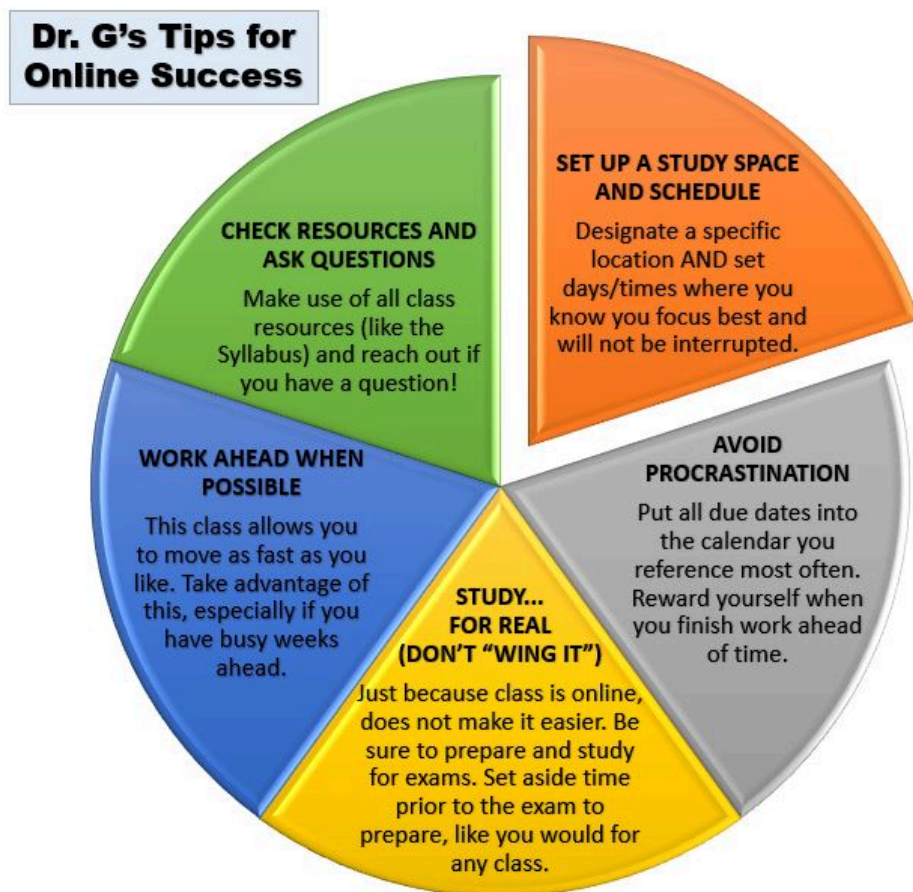 Dr. G's Tips for
Online Success
SET UP A STUDY SPACE
AND SCHEDULE
Designate a specific
location AND set
days/times where you
know you focus best and
will not be interrupted.
AVOID
PROCRASTINATION
Put all due dates into
the calendar you
reference most often.
Reward yourself when
you finish work ahead
of time.
STUDY...
FOR REAL
(DON'T “WING IT”)
Just because class is online,
does not make it easier. Be
sure to prepare and study
for exams. Set aside time
prior to the exam to
prepare, like you would for
any class.
WORK AHEAD WHEN
POSSIBLE
This class allows you
to move as fast as you
like. Take advantage of
this, especially if you
have busy weeks
ahead.
CHECK RESOURCES AND
ASK QUESTIONS
Make use of all class
resources (like the
Syllabus) and reach out if
you have a question!